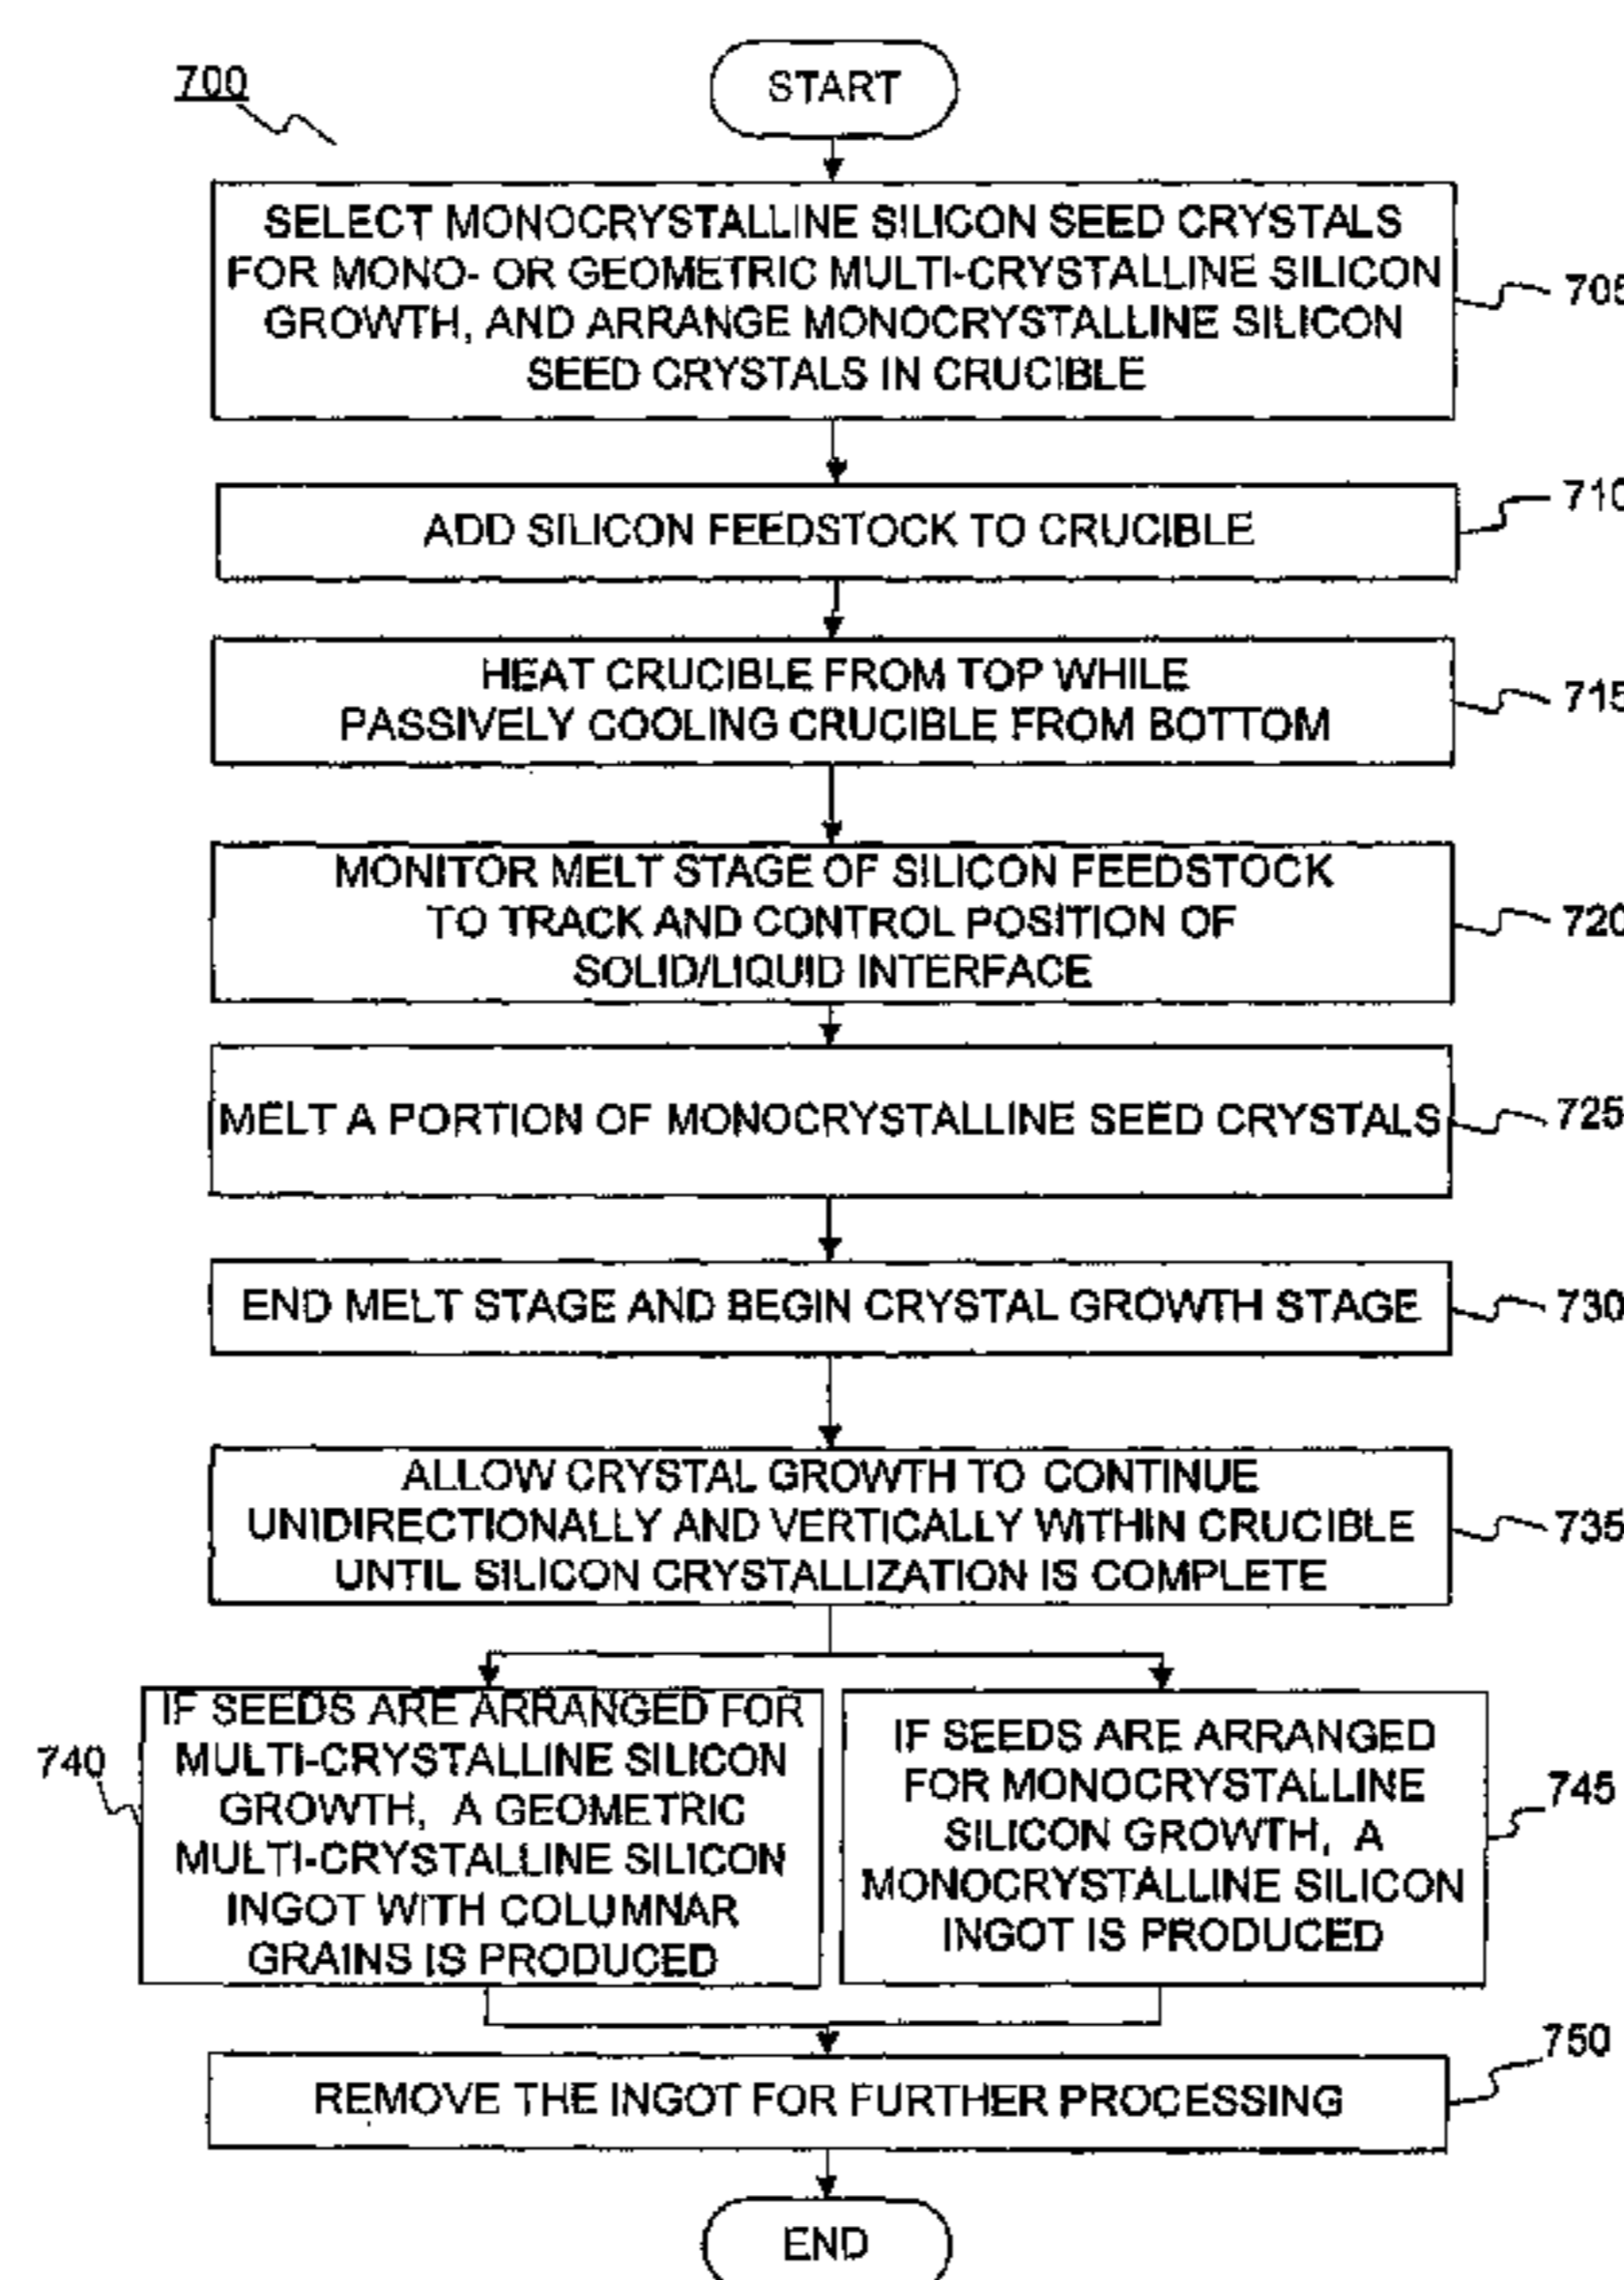 700
START
SELECT MONOCRYSTALLINE SILICON SEED CRYSTALS
FOR MONO- OR GEOMETRIC MULTI-CRYSTALLINE SILICON
GROWTH, AND ARRANGE MONOCRYSTALLINE SILICON
SEED CRYSTALS IN CRUCIBLE
705
ADD SILICON FEEDSTOCK TO CRUCIBLE
710
HEAT CRUCIBLE FROM TOP WHILE
PASSIVELY COOLING CRUCIBLE FROM BOTTOM
715
MONITOR MELT STAGE OF SILICON FEEDSTOCK
TO TRACK AND CONTROL POSITION OF
SOLID/LIQUID INTERFACE
720
MELT A PORTION OF MONOCRYSTALLINE SEED CRYSTALS
725
END MELT STAGE AND BEGIN CRYSTAL GROWTH STAGE
730
ALLOW CRYSTAL GROWTH TO CONTINUE
UNIDIRECTIONALLY AND VERTICALLY WITHIN CRUCIBLE
UNTIL SILICON CRYSTALLIZATION IS COMPLETE
735
740
IF SEEDS ARE ARRANGED FOR
MULTI-CRYSTALLINE SILICON
GROWTH, A GEOMETRIC
MULTI-CRYSTALLINE SILICON
INGOT WITH COLUMNAR
GRAINS IS PRODUCED
IF SEEDS ARE ARRANGED
FOR MONOCRYSTALLINE
SILICON GROWTH, A
MONOCRYSTALLINE SILICON
INGOT IS PRODUCED
745
REMOVE THE INGOT FOR FURTHER PROCESSING
750
END